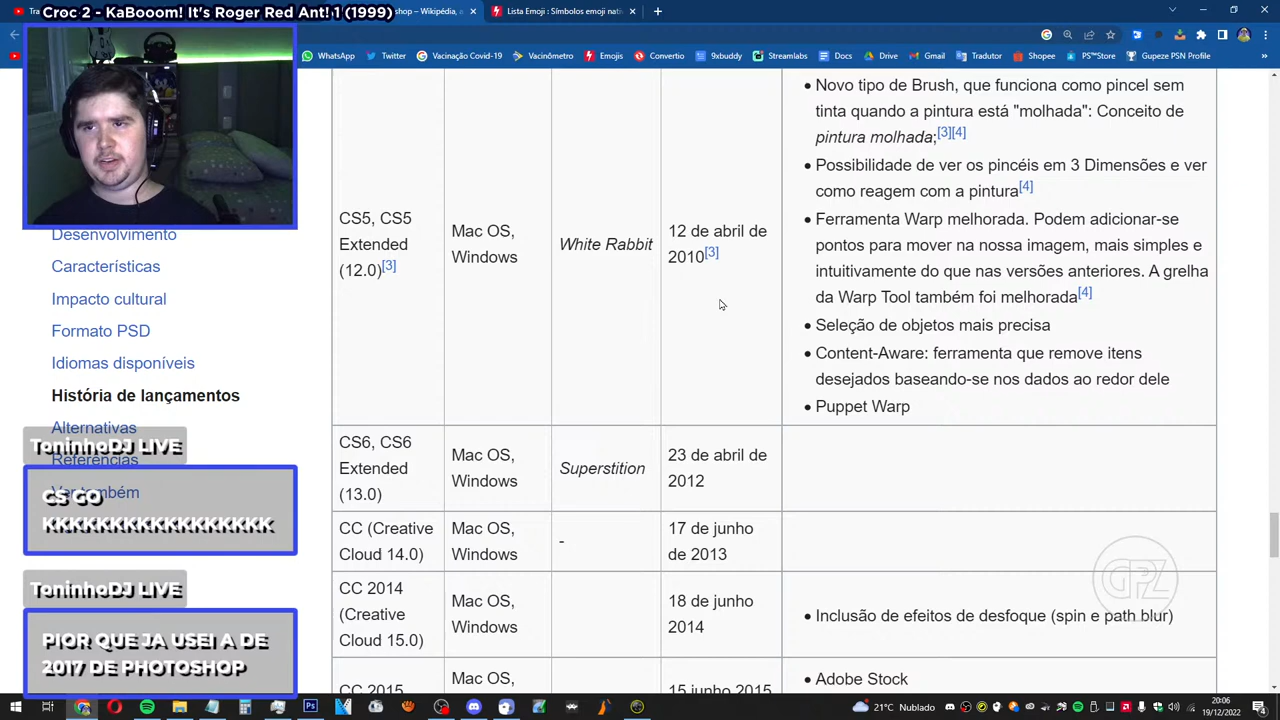 Croc 2 - KaBooom! It's Roger Red Ant! 1 (1999)
shop – Wikipédia, a
Lista Emoji : Símbolos emoji nati
WhatsApp
Twitter
Vacinação Covid-19
Vacinômetro
Emojis
Convertio
9xbuddy
Streamlabs
Docs
Drive
Gmail
Tradutor
Shopee
PS™Store
Gupeze PSN Profile
Desenvolvimento
Características
Impacto cultural
Formato PSD
Idiomas disponíveis
História de lançamentos
Alternativas
Referências
Ver também
ToninhoDJ LIVE
CS GO
KKKKKKKKKKKKKKKKK
ToninhoDJ LIVE
PIOR QUE JA USEI A DE
2017 DE PHOTOSHOP
CS5, CS5
Extended
(12.0)[3]
Mac OS,
Windows
White Rabbit
12 de abril de
2010[3]
Novo tipo de Brush, que funciona como pincel sem
tinta quando a pintura está "molhada": Conceito de
pintura molhada;[3][4]
Possibilidade de ver os pincéis em 3 Dimensões e ver
como reagem com a pintura[4]
Ferramenta Warp melhorada. Podem adicionar-se
pontos para mover na nossa imagem, mais simples e
intuitivamente do que nas versões anteriores. A grelha
da Warp Tool também foi melhorada[4]
Seleção de objetos mais precisa
Content-Aware: ferramenta que remove itens
desejados baseando-se nos dados ao redor dele
Puppet Warp
CS6, CS6
Extended
(13.0)
Mac OS,
Windows
Superstition
23 de abril de
2012
CC (Creative
Cloud 14.0)
Mac OS,
Windows
-
17 de junho
de 2013
CC 2014
(Creative
Cloud 15.0)
Mac OS,
Windows
18 de junho
2014
Inclusão de efeitos de desfoque (spin e path blur)
CC 2015
Mac OS,
15 junho 2015
Adobe Stock
GPZ
21°C Nublado
20:06
19/12/2022